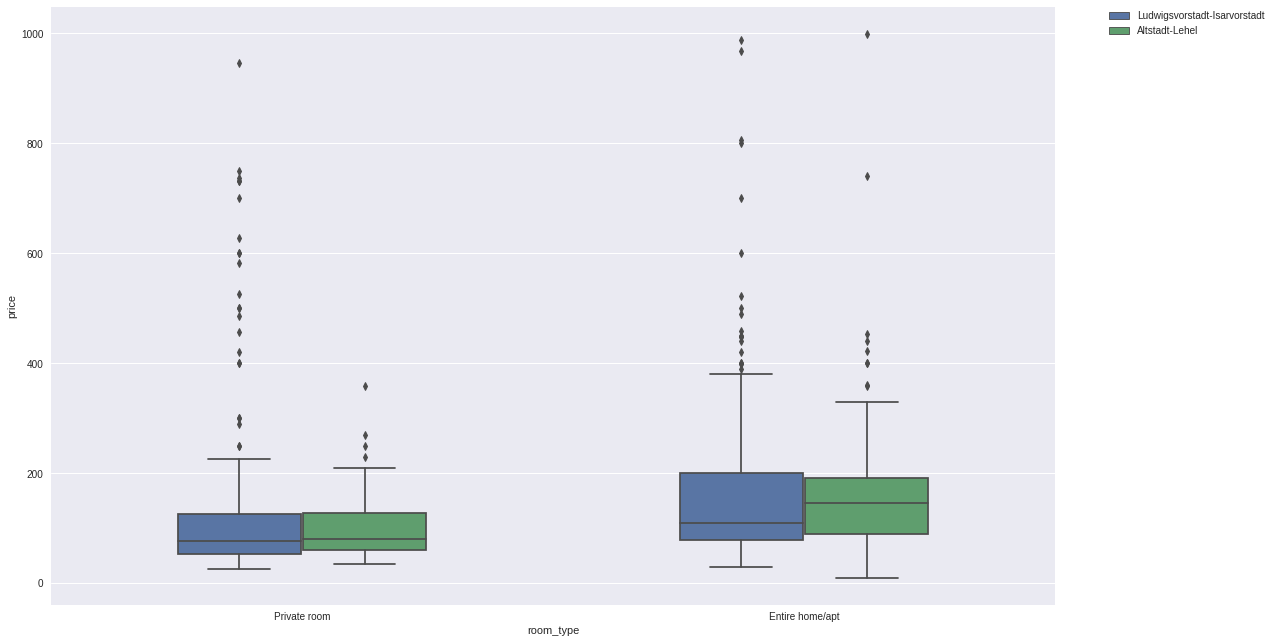 Ludwigsvorstadt-Isarvorstadt
Altstadt-Lehel
price
1000
800
600
400
200
0
Private room
Entire home/apt
room_type